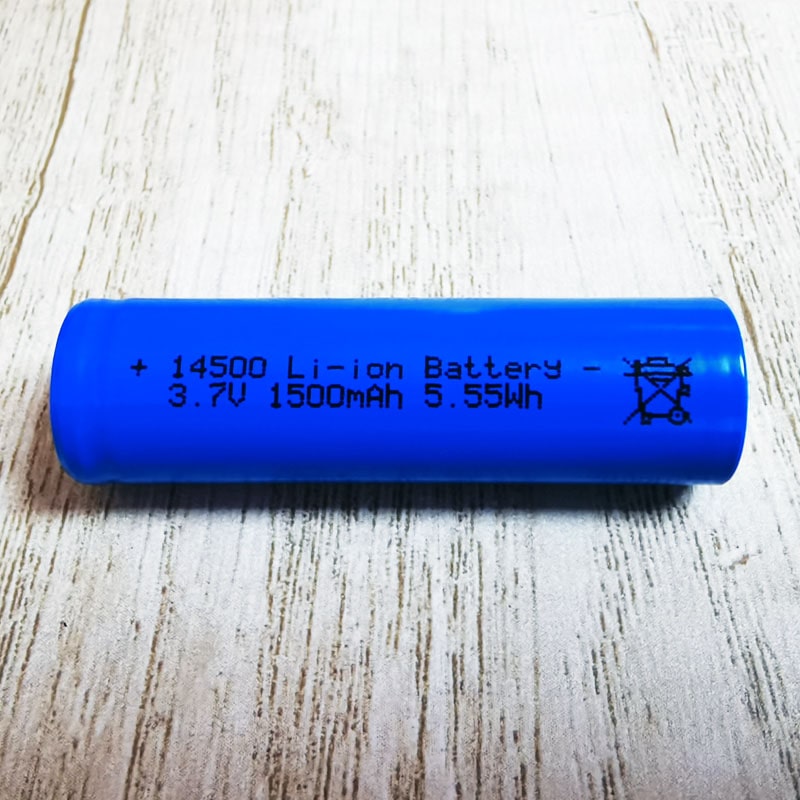 + 14500 Li-ion Battery -
3.7V 1500mAh 5.55Wh